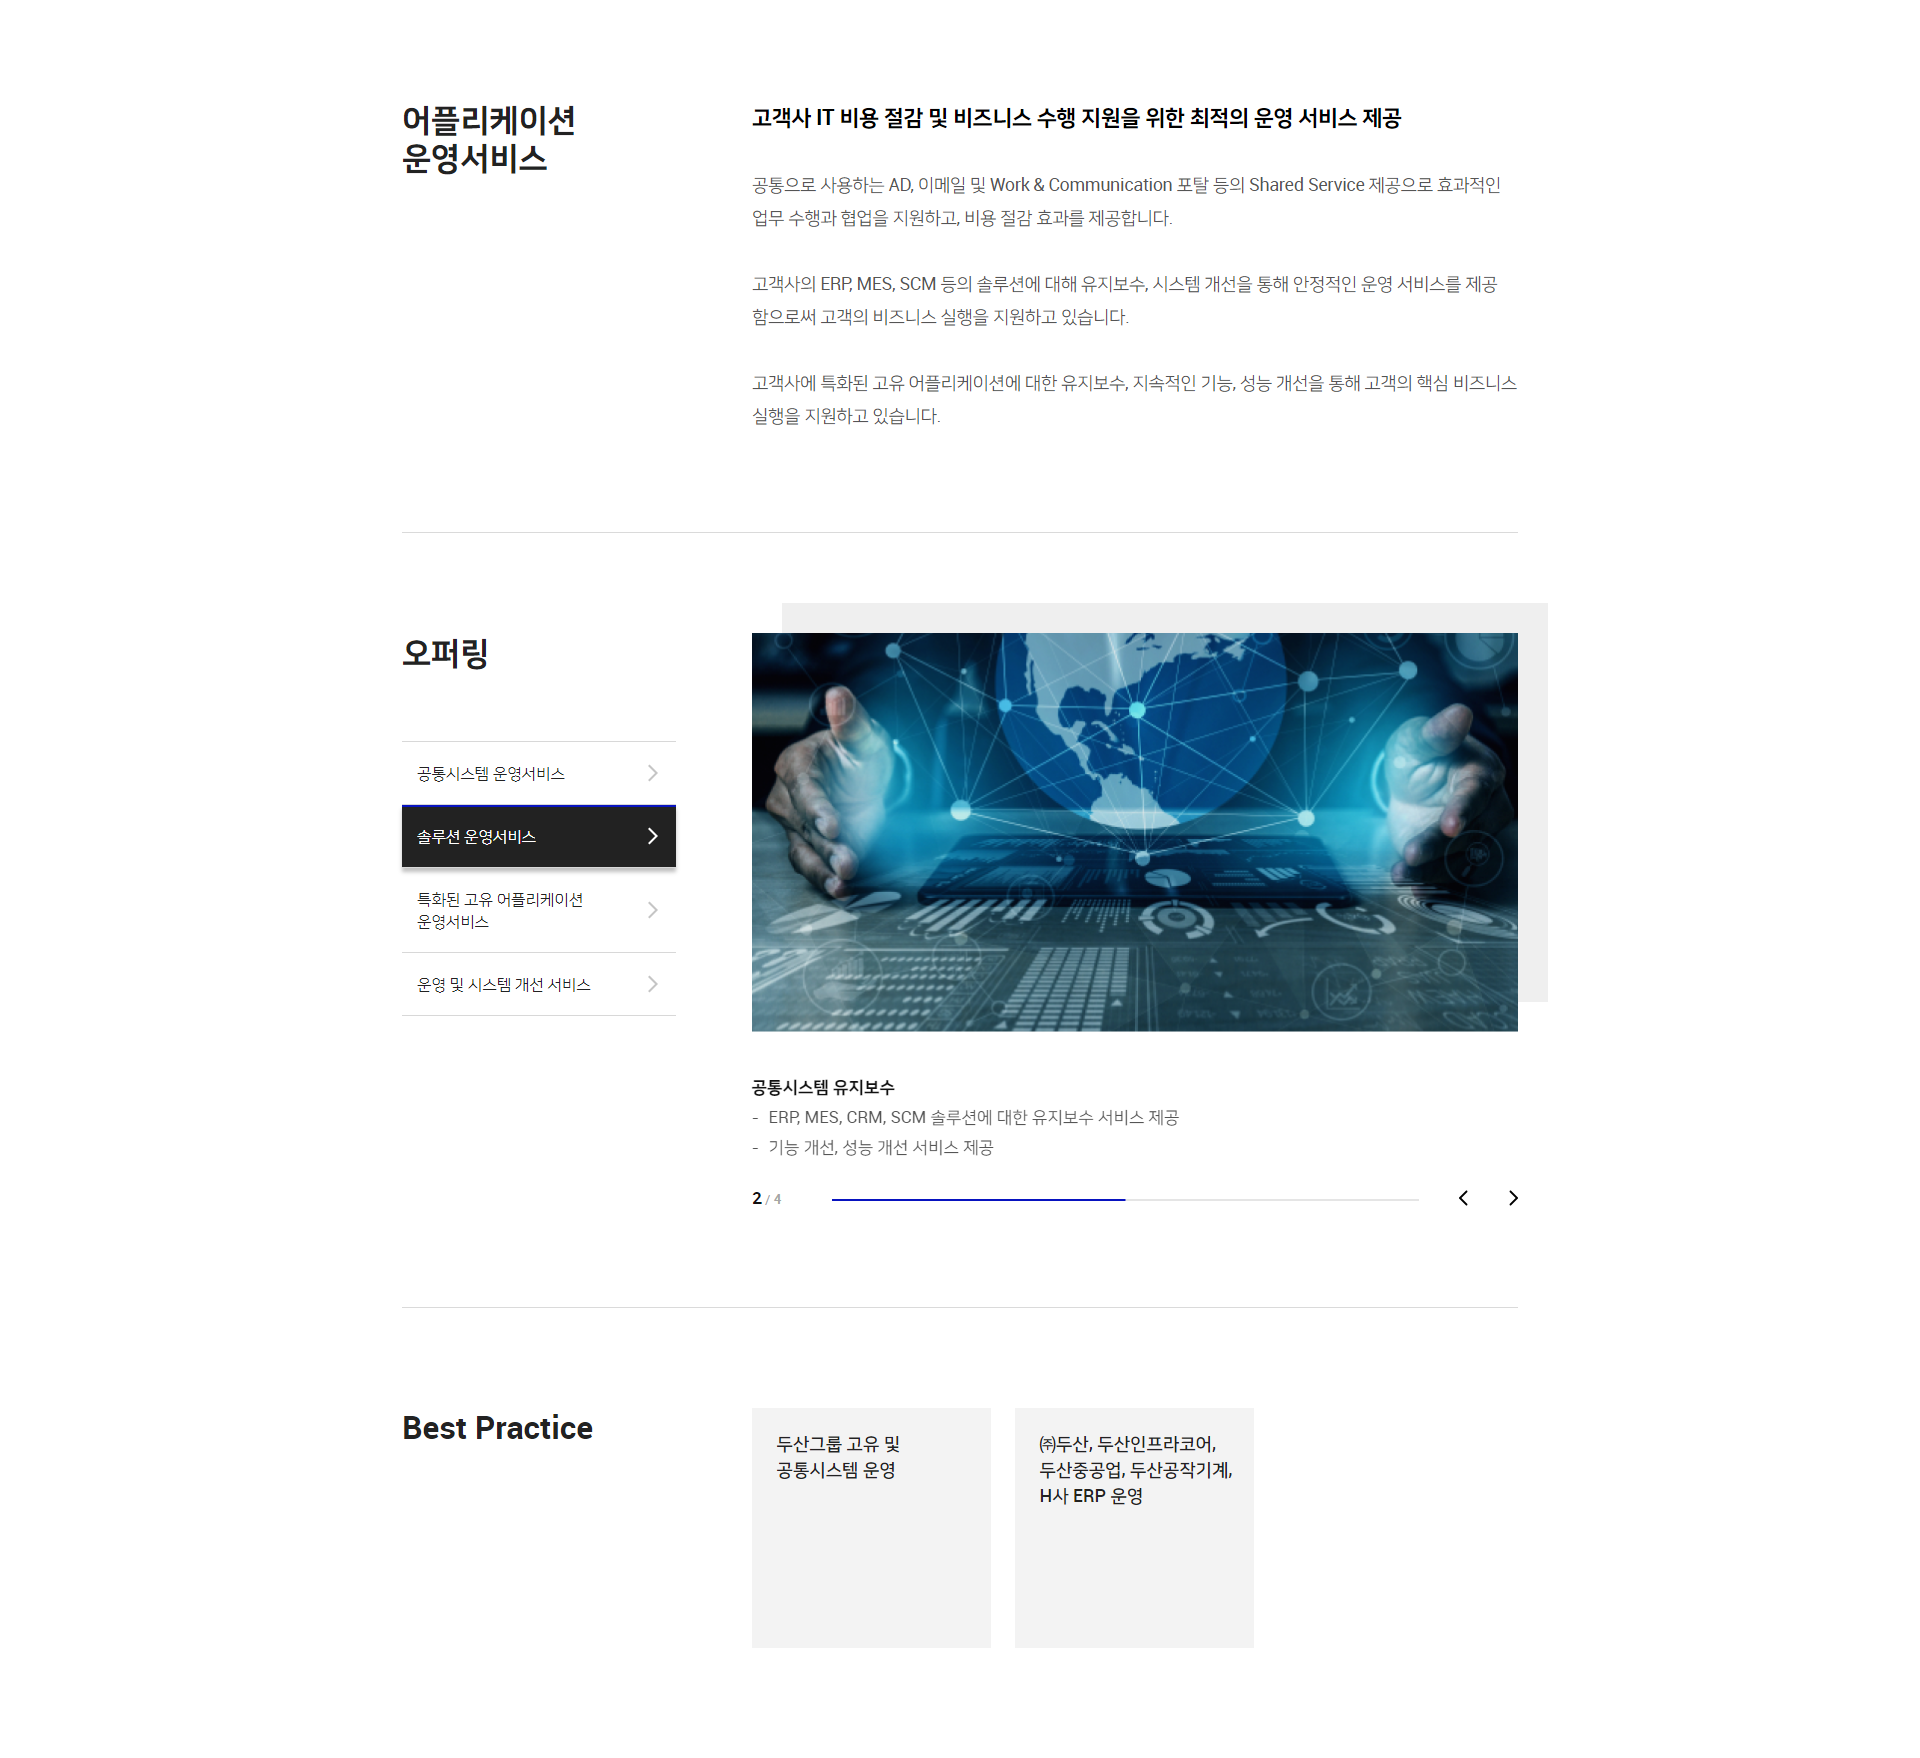 어플리케이션
운영서비스
고객사 IT 비용 절감 및 비즈니스 수행 지원을 위한 최적의 운영 서비스 제공
공통으로 사용하는 AD, 이메일 및 Work & Communication 포탈 등의 Shared Service 제공으로 효과적인
업무 수행과 협업을 지원하고, 비용 절감 효과를 제공합니다.
고객사의 ERP, MES, SCM 등의 솔루션에 대해 유지보수, 시스템 개선을 통해 안정적인 운영 서비스를 제공
함으로써 고객의 비즈니스 실행을 지원하고 있습니다.
고객사에 특화된 고유 어플리케이션에 대한 유지보수, 지속적인 기능, 성능 개선을 통해 고객의 핵심 비즈니스
실행을 지원하고 있습니다.
오퍼링
공통시스템 운영서비스
솔루션 운영서비스
특화된 고유 어플리케이션
운영서비스
운영 및 시스템 개선 서비스
공통시스템 유지보수
- ERP, MES, CRM, SCM 솔루션에 대한 유지보수 서비스 제공
- 기능 개선, 성능 개선 서비스 제공
2 / 4
Best Practice
두산그룹 고유 및
공통시스템 운영
㈜두산, 두산인프라코어,
두산중공업, 두산공작기계,
H사 ERP 운영